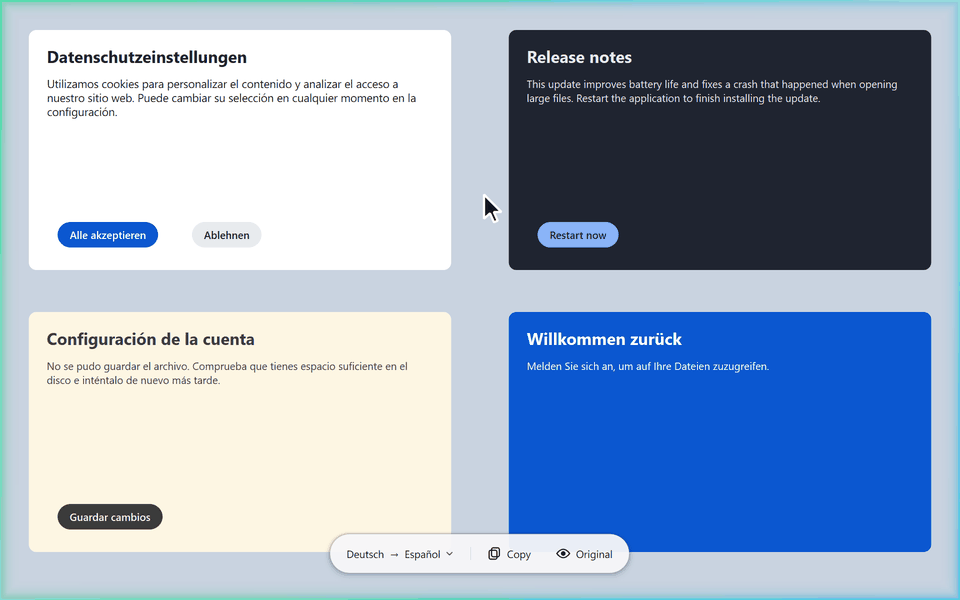 Datenschutzeinstellungen
Utilizamos cookies para personalizar el contenido y analizar el acceso a
nuestro sitio web. Puede cambiar su selección en cualquier momento en la
configuración.
Alle akzeptieren
Ablehnen
Release notes
This update improves battery life and fixes a crash that happened when opening
large files. Restart the application to finish installing the update.
Restart now
Configuración de la cuenta
No se pudo guardar el archivo. Comprueba que tienes espacio suficiente en el
disco e inténtalo de nuevo más tarde.
Guardar cambios
Willkommen zurück
Melden Sie sich an, um auf Ihre Dateien zuzugreifen.
Deutsch → Español
Copy
Original